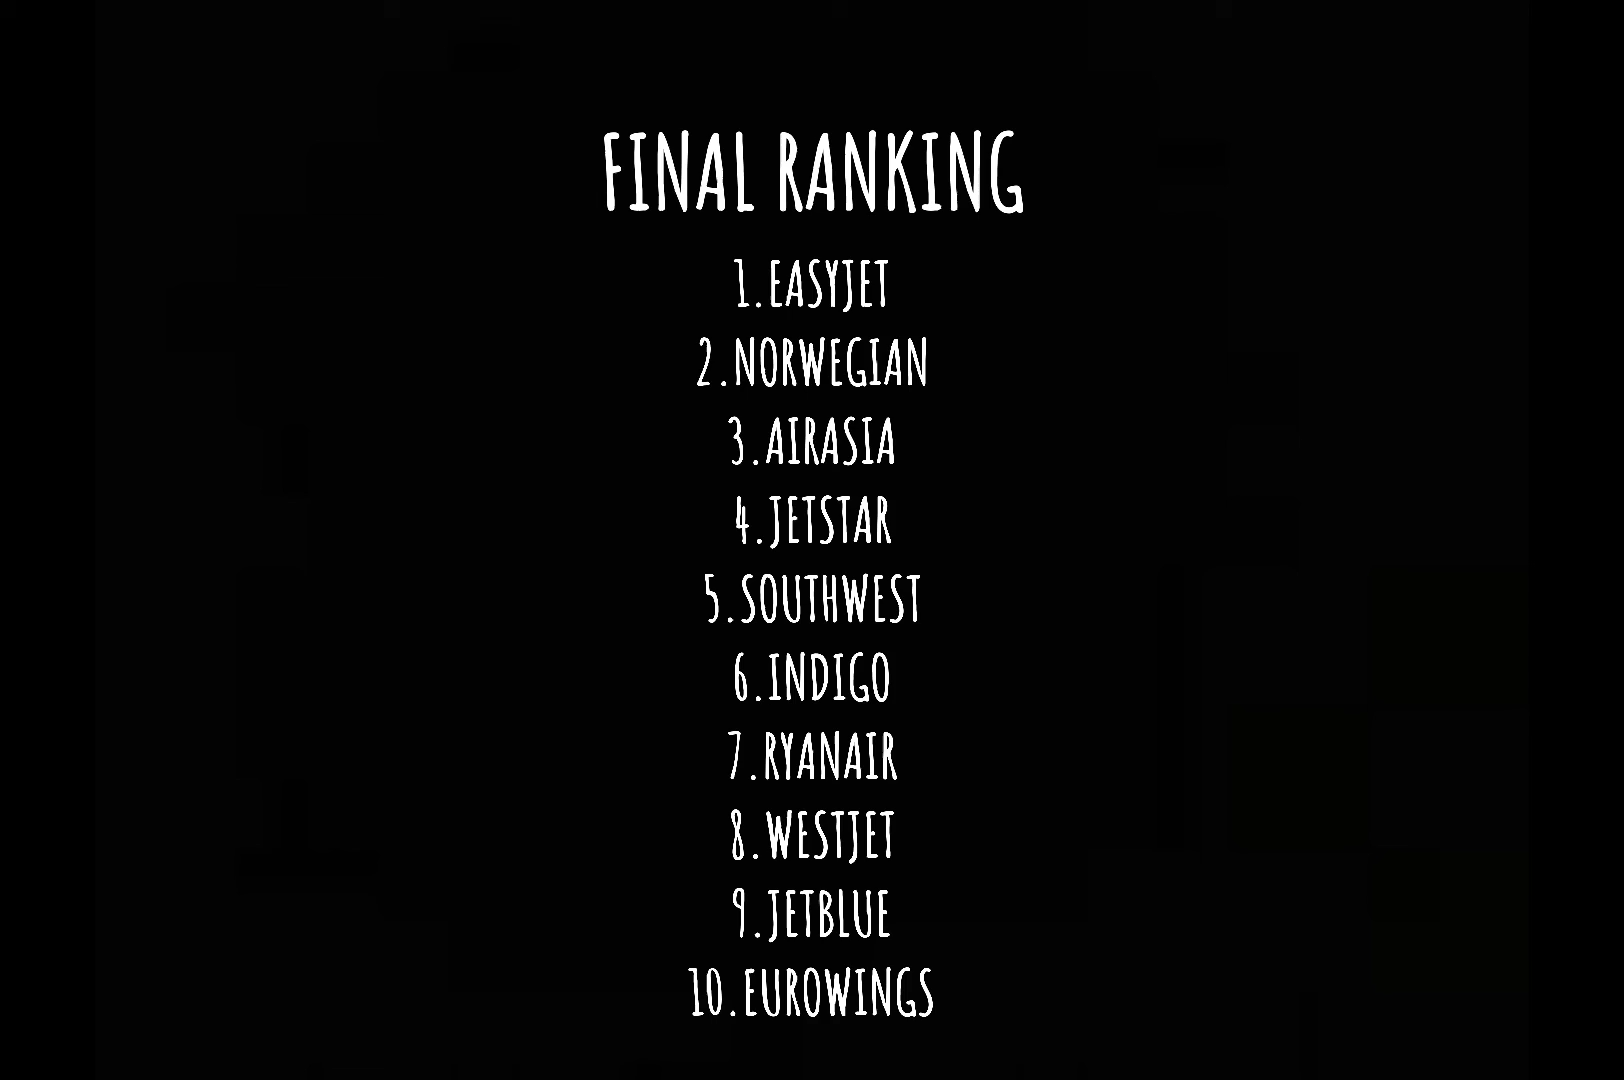 FINAL RANKING
1.EASYJET
2.NORWEGIAN
3.AIRASIA
4.JETSTAR
5.SOUTHWEST
6.INDIGO
7.RYANAIR
8.WESTJET
9.JETBLUE
10.EUROWINGS